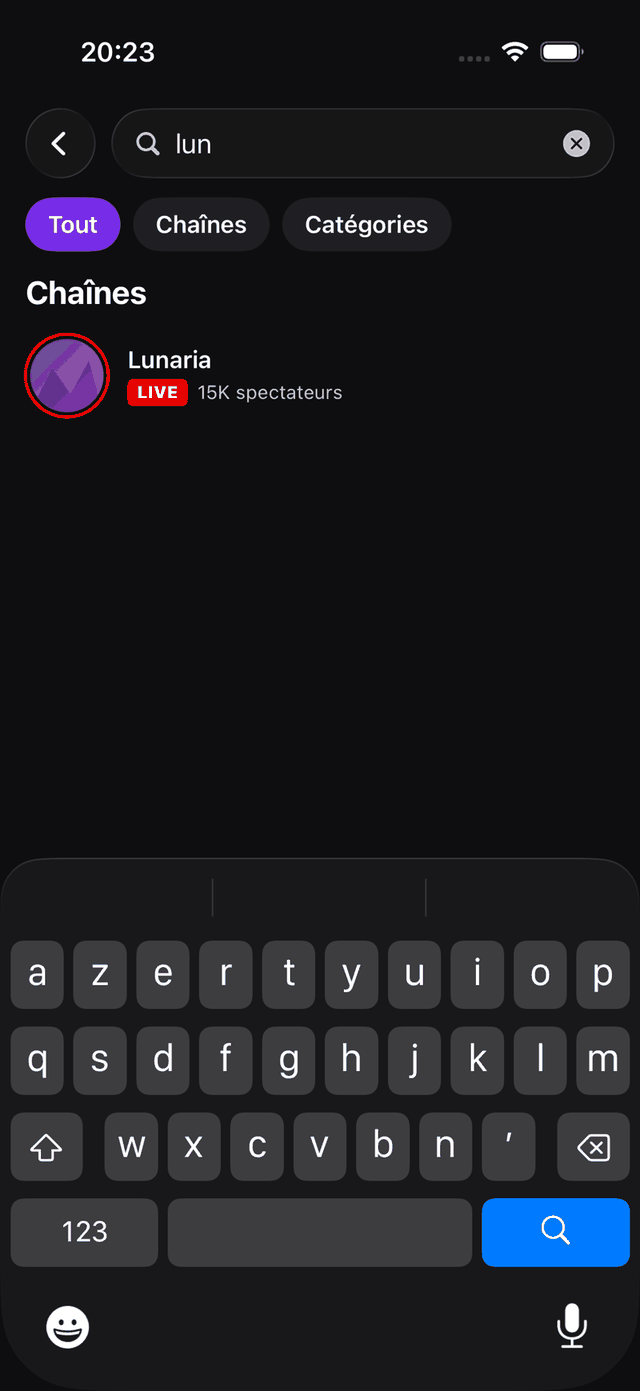 20:23
lun
Tout Chaînes Catégories
Chaînes
Lunaria
LIVE 15K spectateurs
a z e r t y u i o p
q s d f g h j k l m
w x c v b n ′
123